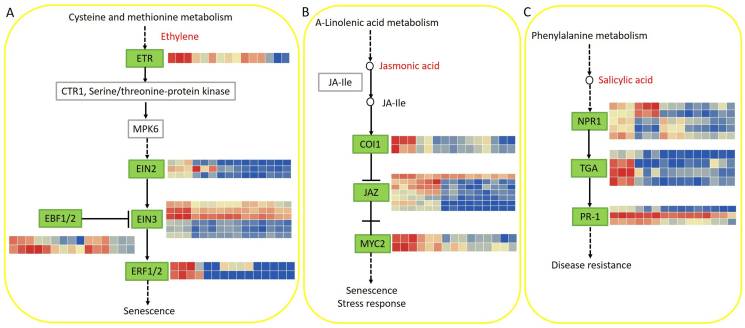 A
Cysteine and methionine metabolism
Ethylene
ETR
CTR1, Serine/threonine-protein kinase
MPK6
EIN2
EBF1/2
EIN3
ERF1/2
Senescence
B
A-Linolenic acid metabolism
Jasmonic acid
JA-Ile
JA-Ile
COI1
JAZ
MYC2
Senescence
Stress response
C
Phenylalanine metabolism
Salicylic acid
NPR1
TGA
PR-1
Disease resistance